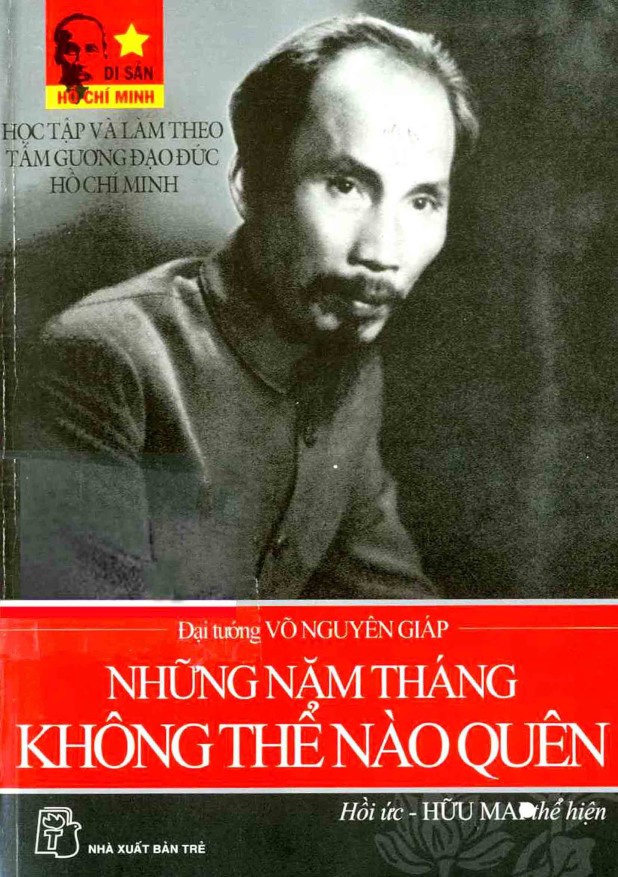 DI SẢN
HỒ CHÍ MINH
HỌC TẬP VÀ LÀM THEO
TẤM GƯƠNG ĐẠO ĐỨC
HỒ CHÍ MINH
Đại tướng VÕ NGUYÊN GIÁP
NHỮNG NĂM THÁNG
KHÔNG THỂ NÀO QUÊN
Hồi ức - HỮU MAI thể hiện
NHÀ XUẤT BẢN TRẺ